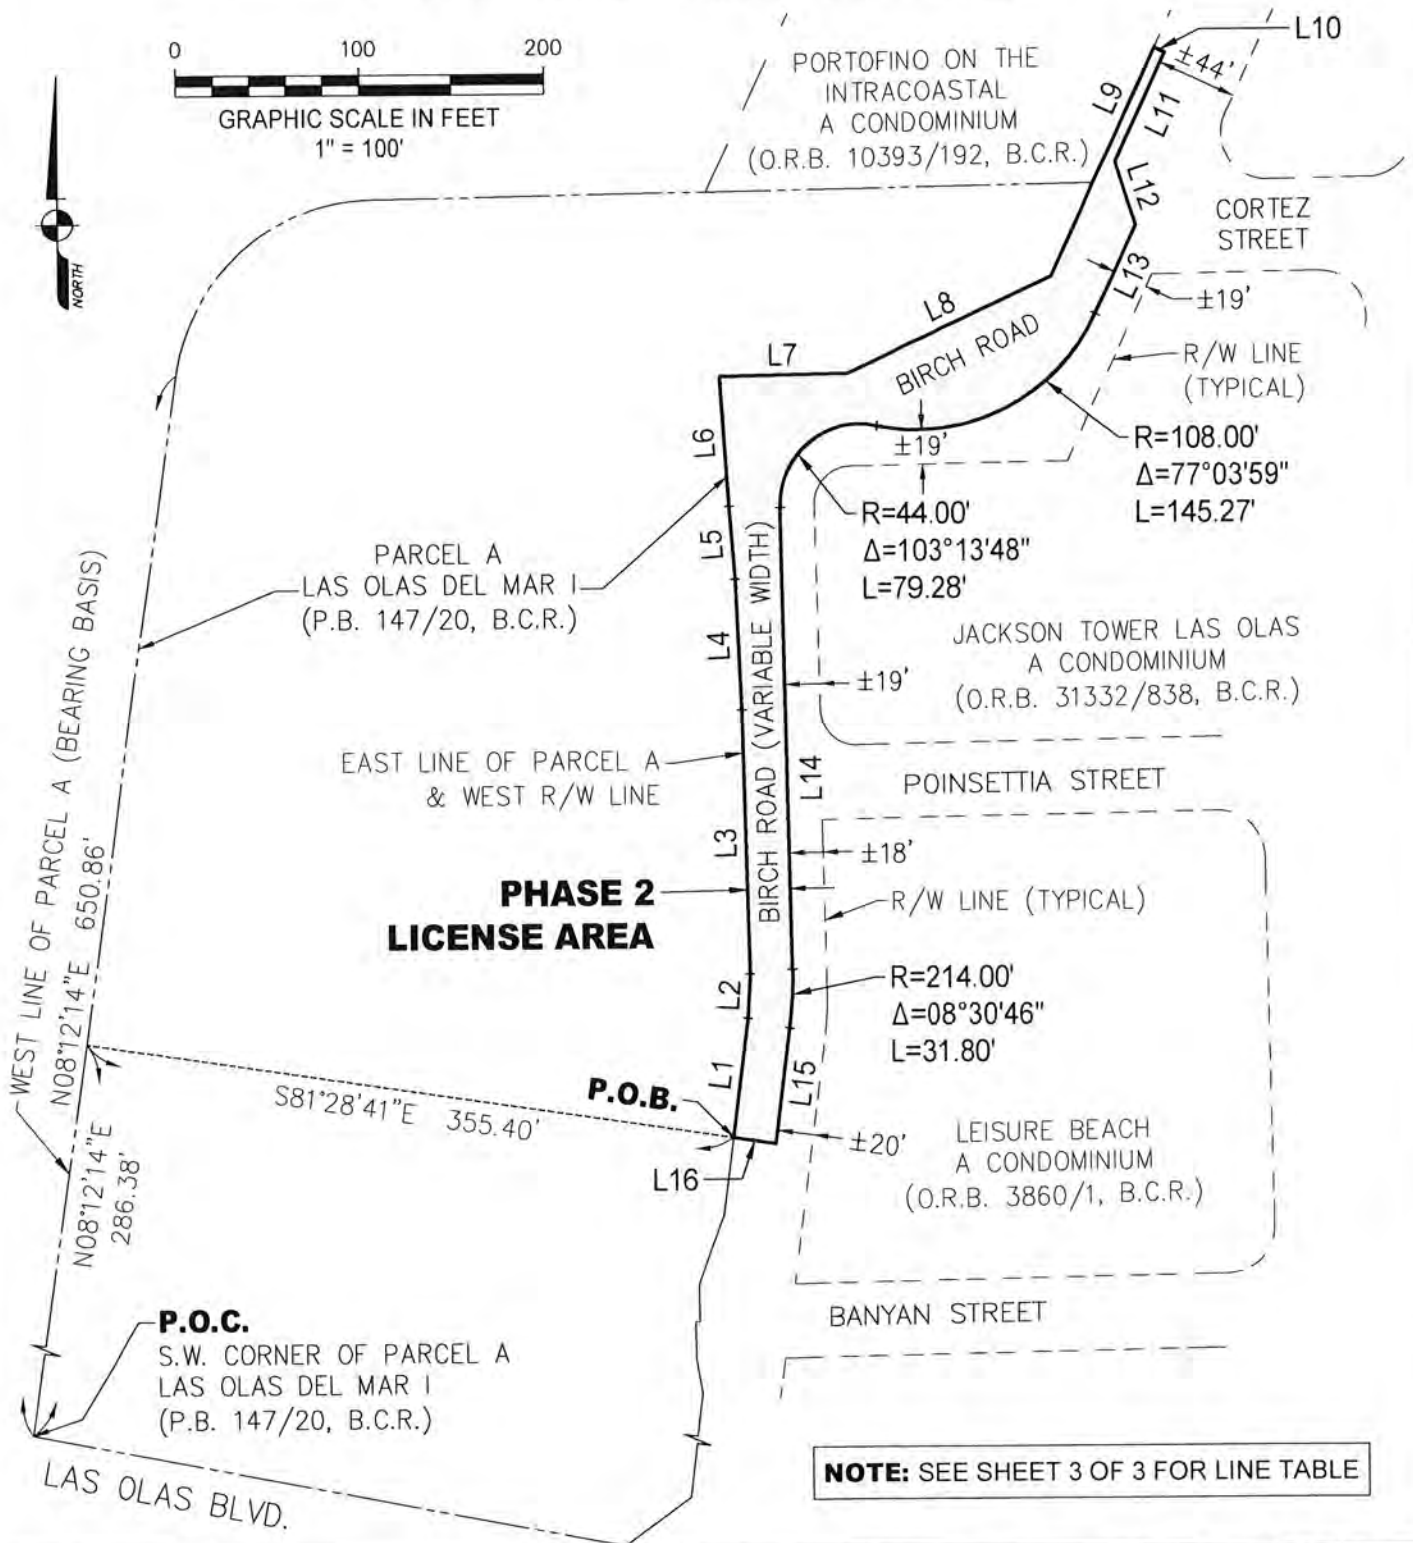 0 100 200
GRAPHIC SCALE IN FEET
1" = 100'
NORTH
PORTOFINO ON THE
INTRACOASTAL
A CONDOMINIUM
(O.R.B. 10393/192, B.C.R.)
L10
±44'
L9
L11
L12
CORTEZ
STREET
L13
±19'
L8
BIRCH ROAD
R/W LINE
(TYPICAL)
L7
R=108.00'
Δ=77°03'59"
L=145.27'
L6
±19'
R=44.00'
Δ=103°13'48"
L=79.28'
L5
PARCEL A
LAS OLAS DEL MAR I
(P.B. 147/20, B.C.R.)
JACKSON TOWER LAS OLAS
A CONDOMINIUM
(O.R.B. 31332/838, B.C.R.)
L4
±19'
BIRCH ROAD (VARIABLE WIDTH)
EAST LINE OF PARCEL A
& WEST R/W LINE
L14
POINSETTIA STREET
L3
±18'
PHASE 2
LICENSE AREA
R/W LINE (TYPICAL)
WEST LINE OF PARCEL A (BEARING BASIS)
N08°12'14"E 650.86'
L2
R=214.00'
Δ=08°30'46"
L=31.80'
L1
L15
P.O.B.
S81°28'41"E 355.40'
±20'
LEISURE BEACH
A CONDOMINIUM
(O.R.B. 3860/1, B.C.R.)
L16
N08°12'14"E
286.38'
BANYAN STREET
P.O.C.
S.W. CORNER OF PARCEL A
LAS OLAS DEL MAR I
(P.B. 147/20, B.C.R.)
LAS OLAS BLVD.
NOTE: SEE SHEET 3 OF 3 FOR LINE TABLE